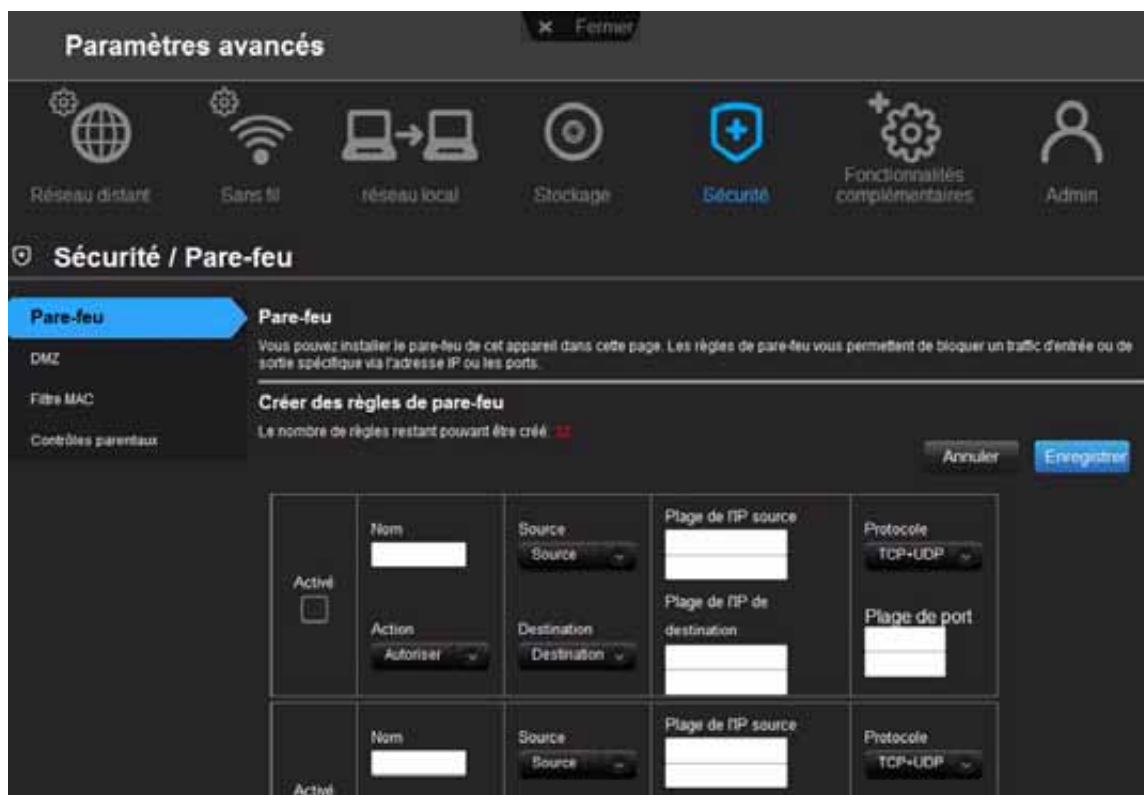 Fermer
Paramètres avancés
Réseau distant
Sans fil
réseau local
Stockage
Sécurité
Fonctionnalités
complémentaires
Admin
Sécurité / Pare-feu
Pare-feu
DMZ
Filtre MAC
Contrôles parentaux
Pare-feu
Vous pouvez installer le pare-feu de cet appareil dans cette page. Les règles de pare-feu vous permettent de bloquer un traffic d'entrée ou de
sortie spécifique via l'adresse IP ou les ports.
Créer des règles de pare-feu
Le nombre de règles restant pouvant être créé.
Annuler
Enregistrer
Activé
Nom
Action
Autoriser
Source
Source
Destination
Destination
Plage de l'IP source
Plage de l'IP de
destination
Protocole
TCP+UDP
Plage de port
Activé
Nom
Source
Source
Plage de l'IP source
Protocole
TCP+UDP